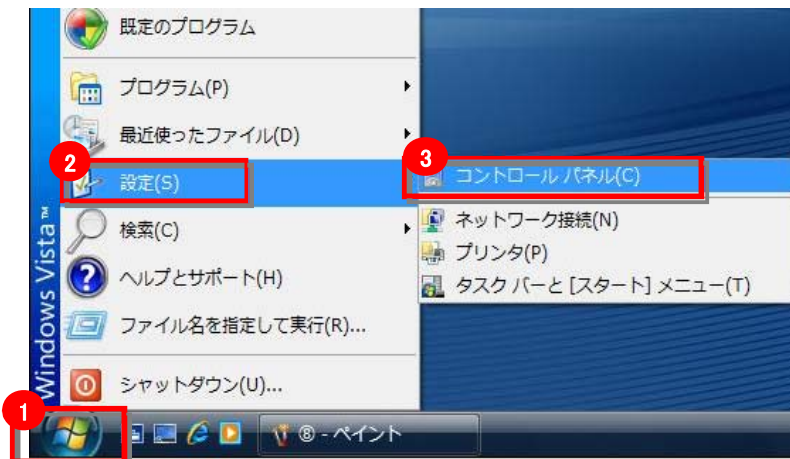 既定のプログラム
プログラム(P)
最近使ったファイル(D)
2
設定(S)
3
コントロール パネル(C)
検索(C)
ネットワーク接続(N)
プリンタ(P)
ヘルプとサポート(H)
タスク バーと [スタート] メニュー(T)
ファイル名を指定して実行(R)...
シャットダウン(U)...
Windows Vista™
1
⑧ - ペイント